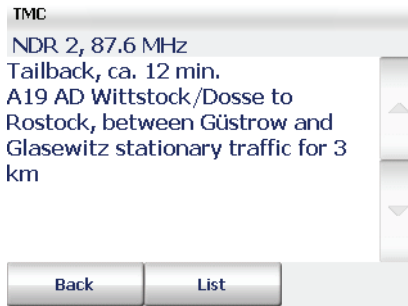 TMC
NDR 2, 87.6 MHz
Tailback, ca. 12 min.
A19 AD Wittstock/Dosse to
Rostock, between Güstrow and
Glasewitz stationary traffic for 3
km
Back
List